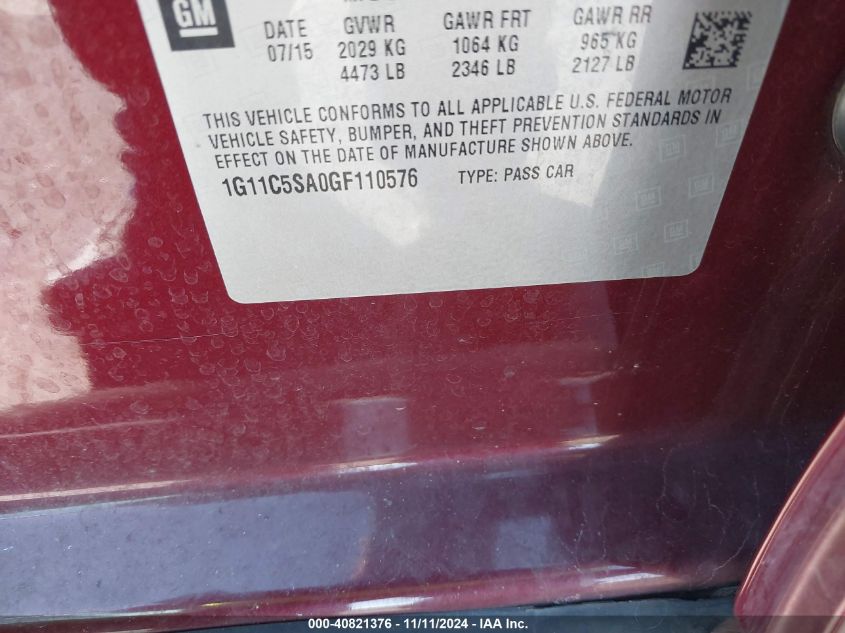 GM
DATE GVWR GAWR FRT GAWR RR
07/15 2029 KG 1064 KG 965 KG
4473 LB 2346 LB 2127 LB
THIS VEHICLE CONFORMS TO ALL APPLICABLE U.S. FEDERAL MOTOR
VEHICLE SAFETY, BUMPER, AND THEFT PREVENTION STANDARDS IN
EFFECT ON THE DATE OF MANUFACTURE SHOWN ABOVE.
1G11C5SA0GF110576 TYPE: PASS CAR
000-40821376 - 11/11/2024 - IAA Inc.